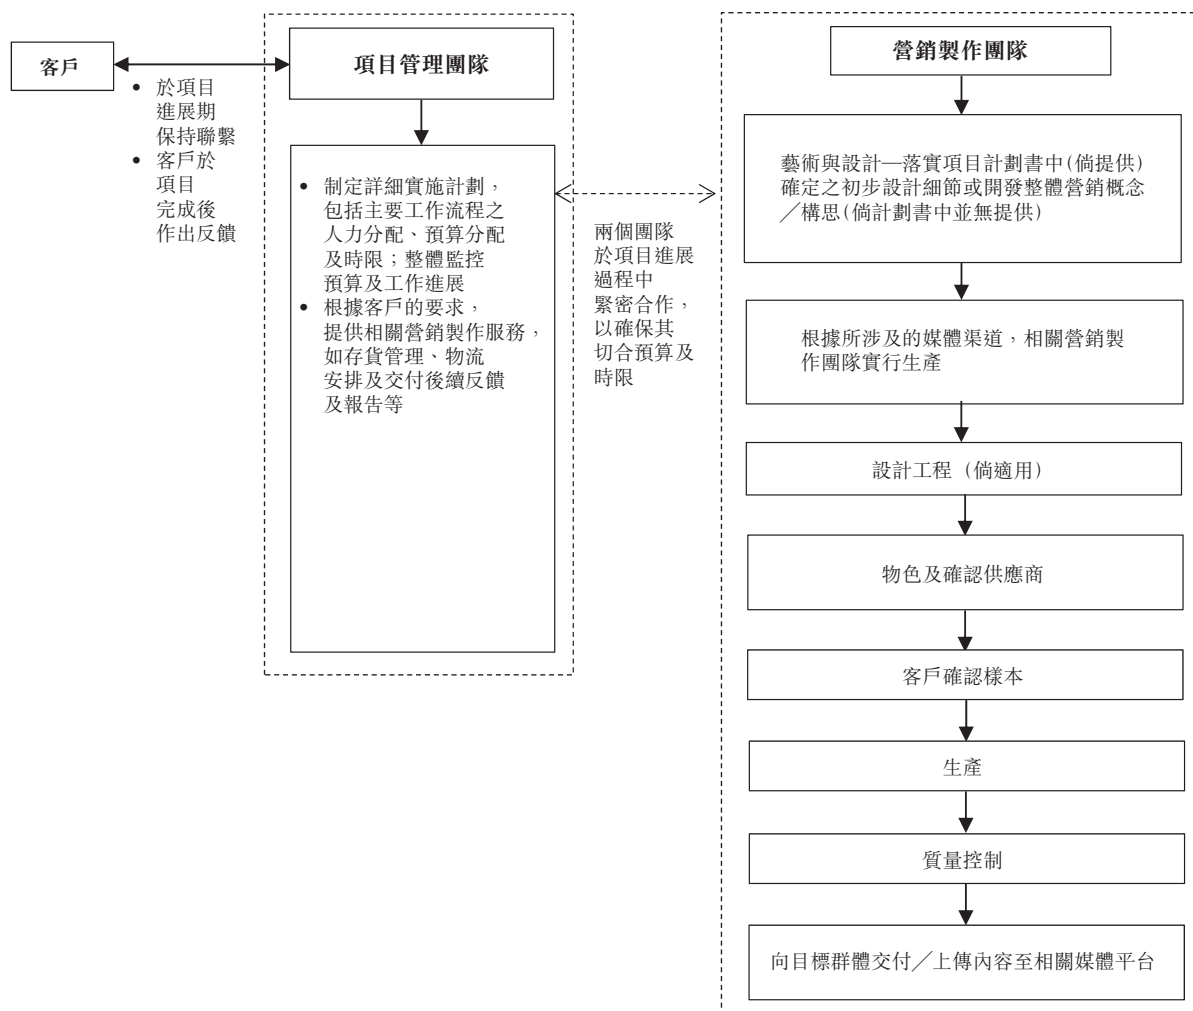 客戶
• 於項目
進展期
保持聯繫
• 客戶於
項目
完成後
作出反饋
項目管理團隊
• 制定詳細實施計劃，
包括主要工作流程之
人力分配、預算分配
及時限；整體監控
預算及工作進展
• 根據客戶的要求，
提供相關營銷製作服務，
如存貨管理、物流
安排及交付後續反饋
及報告等
兩個團隊
於項目進展
過程中
緊密合作，
以確保其
切合預算及
時限
營銷製作團隊
藝術與設計—落實項目計劃書中(倘提供)
確定之初步設計細節或開發整體營銷概念
／構思(倘計劃書中並無提供)
根據所涉及的媒體渠道，相關營銷製
作團隊實行生產
設計工程（倘適用）
物色及確認供應商
客戶確認樣本
生產
質量控制
向目標群體交付／上傳內容至相關媒體平台